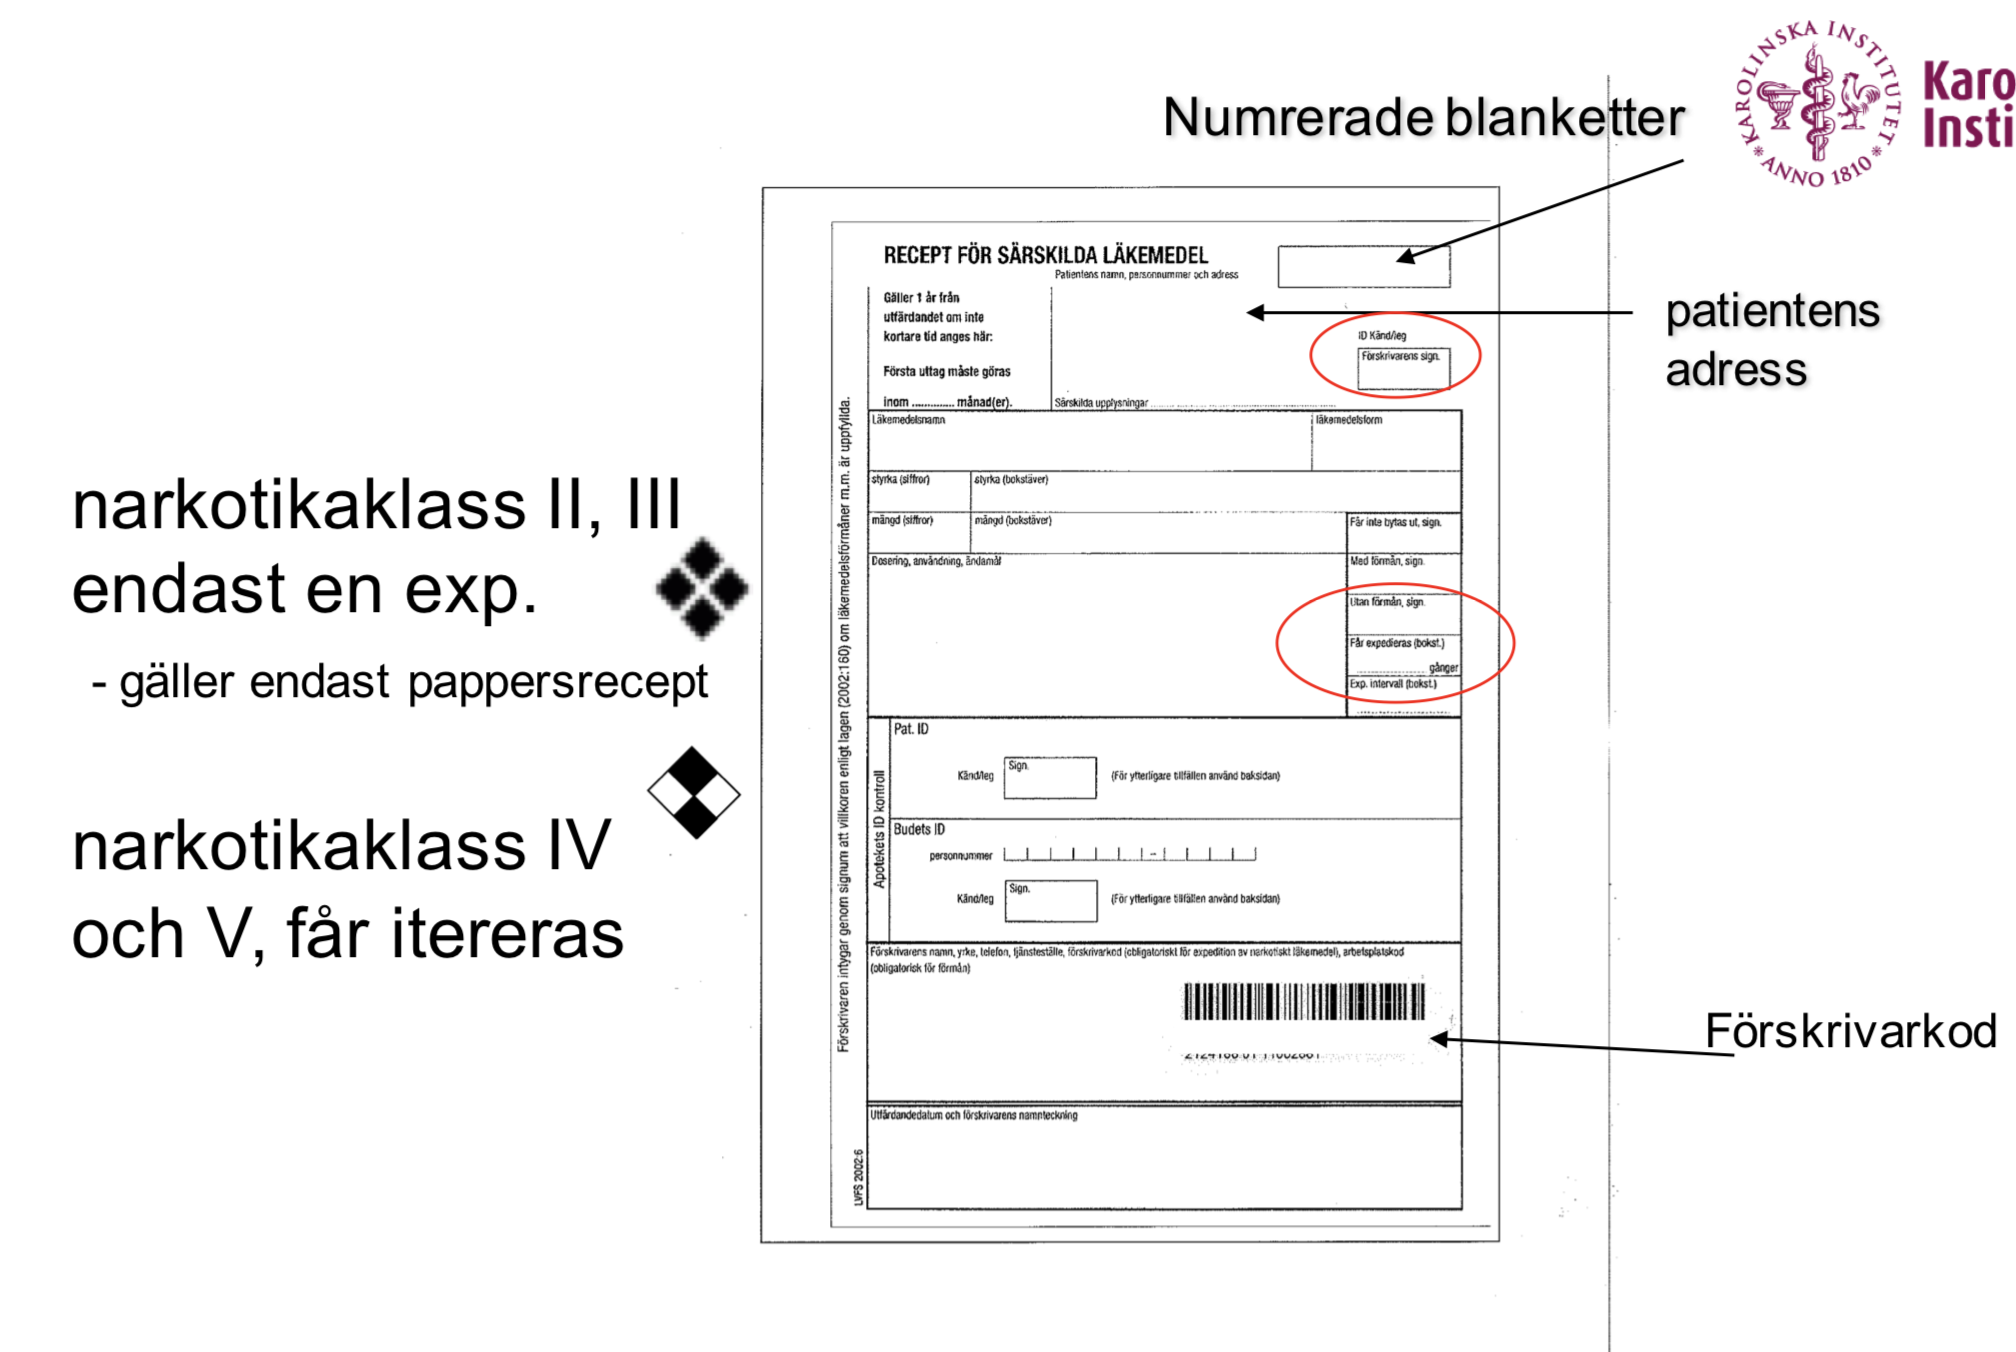 KAROLINSKA INSTITUTET
* ANNO 1810 *
Karo
Insti
Numrerade blanketter
patientens
adress
narkotikaklass II, III
endast en exp.
- gäller endast pappersrecept
narkotikaklass IV
och V, får itereras
Förskrivarkod
RECEPT FÖR SÄRSKILDA LÄKEMEDEL
Patientens namn, personnummer och adress
Gäller 1 år från
utfärdandet om inte
kortare tid anges här:
Första uttag måste göras
inom .............. månad(er).
ID Känd/leg
Förskrivarens sign.
Särskilda upplysningar
Läkemedelsnamn
läkemedelsform
styrka (siffror)
styrka (bokstäver)
mängd (siffror)
mängd (bokstäver)
Får inte bytas ut, sign.
Dosering, användning, ändamål
Med förmån, sign.
Utan förmån, sign.
Får expedieras (bokst.)
gånger
Exp. intervall (bokst.)
Förskrivaren intygar genom signum att villkoren enligt lagen (2002:160) om läkemedelsförmåner m.m. är uppfyllda.
Apotekets ID kontroll
Pat. ID
Känd/leg
Sign.
(För ytterligare tillfällen använd baksidan)
Budets ID
personnummer
Känd/leg
Sign.
(För ytterligare tillfällen använd baksidan)
Förskrivarens namn, yrke, telefon, tjänsteställe, förskrivarkod (obligatoriskt för expedition av narkotiskt läkemedel), arbetsplatskod
(obligatorisk för förmån)
Utfärdandedatum och förskrivarens namnteckning
LVFS 2002:6